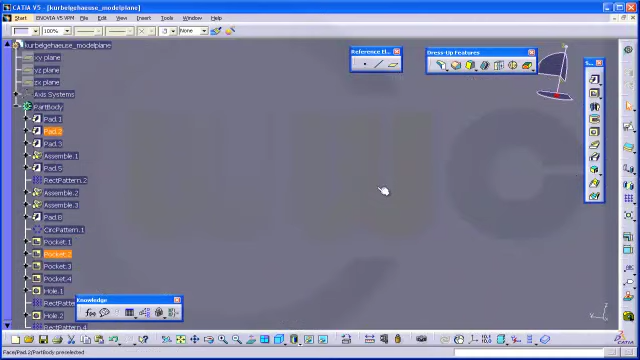 CATIA V5 - [kurbelgehaeuse_modelplane]
Start ENOVIA V5 VPM File Edit View Insert Tools Window Help
100% None
kurbelgehaeuse_modelplane
xy plane
yz plane
zx plane
Axis Systems
PartBody
Pad.1
Pad.2
Pad.3
Assemble.1
Pad.5
RectPattern.2
Assemble.2
Assemble.3
Pad.8
CircPattern.1
Pocket.1
Pocket.2
Pocket.3
Pocket.4
Hole.1
RectPatte
Hole.2
RectPattern.4
Reference El...
Dress-Up Features
S...
Knowledge
Face/Pad.2/PartBody preselected